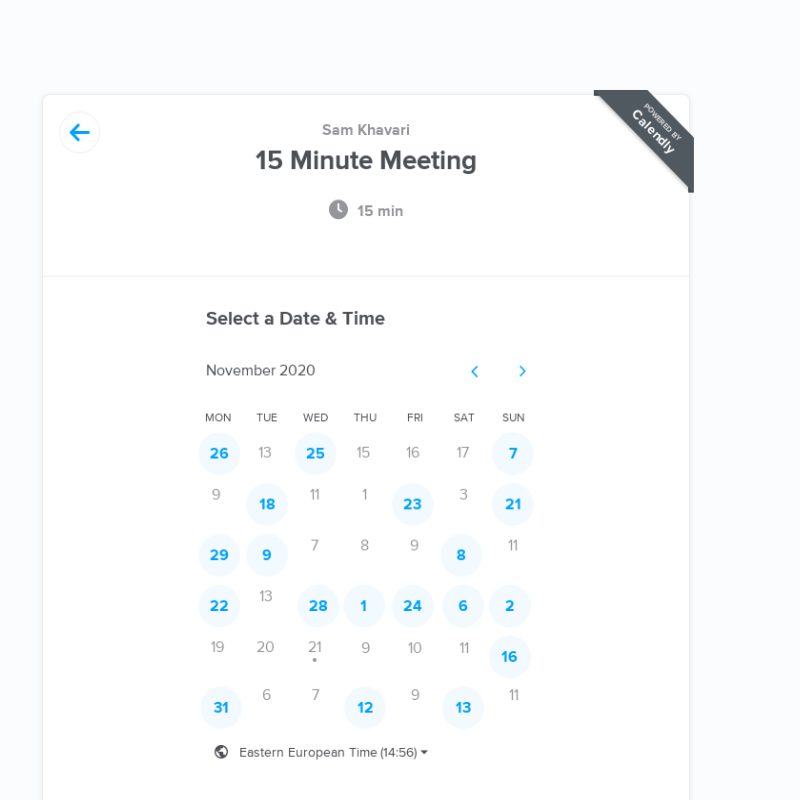 POWERED BY
Calendly
Sam Khavari
15 Minute Meeting
15 min
Select a Date & Time
November 2020
MON TUE WED THU FRI SAT SUN
26 13 25 15 16 17 7
9 18 11 1 23 3 21
29 9 7 8 9 8 11
22 13 28 1 24 6 2
19 20 21 9 10 11 16
31 6 7 12 9 13 11
Eastern European Time (14:56)